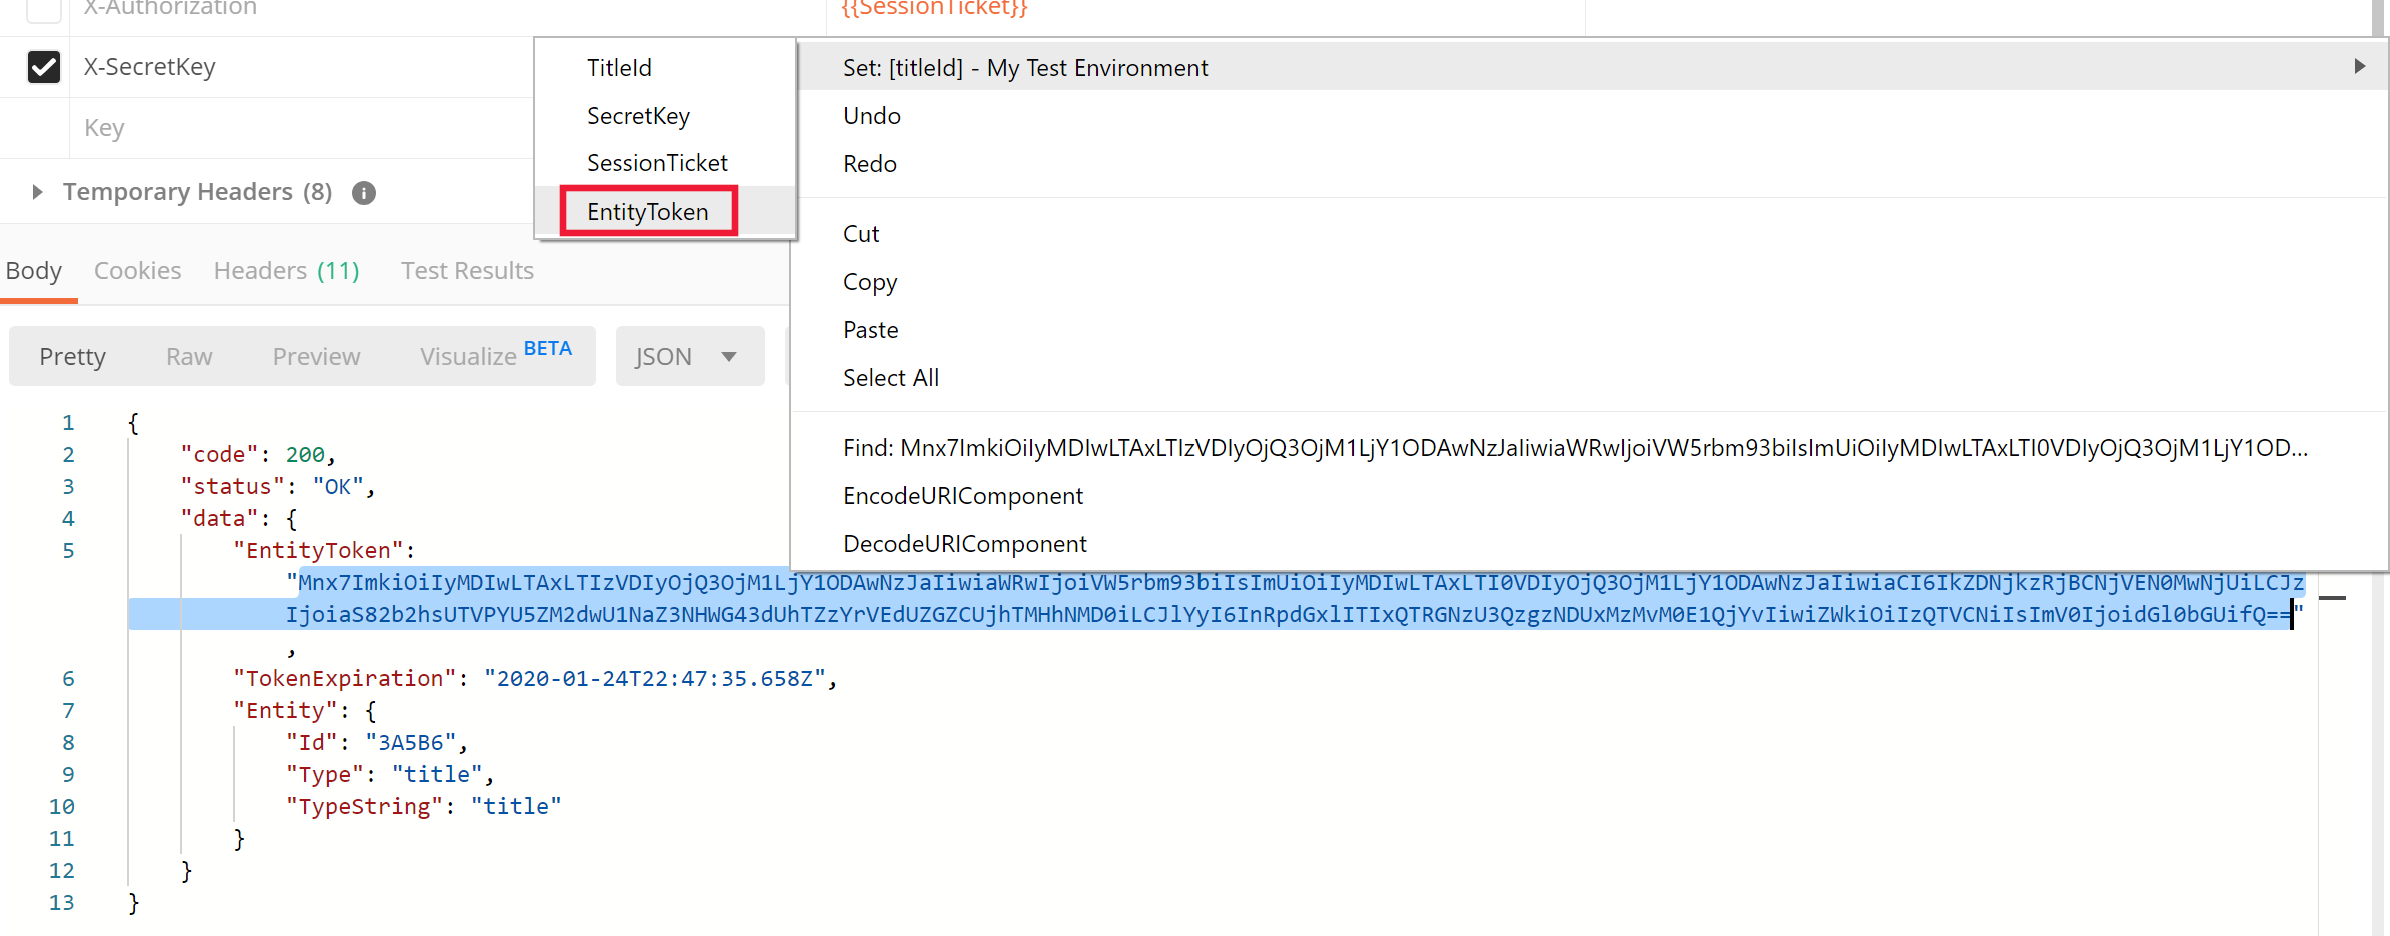 X-Authorization {{SessionTicket}}
X-SecretKey
Key
Temporary Headers (8)
TitleId
SecretKey
SessionTicket
EntityToken
Set: [titleId] - My Test Environment
Undo
Redo
Cut
Copy
Paste
Select All
Find: Mnx7ImkiOiIyMDIwLTAxLTIzVDIyOjQ3OjM1LjY1ODAwNzJaIiwiaWRwIjoiVW5rbm93biIsImUiOiIyMDIwLTAxLTI0VDIyOjQ3OjM1LjY1OD...
EncodeURIComponent
DecodeURIComponent
Body Cookies Headers (11) Test Results
Pretty Raw Preview Visualize BETA JSON
1 {
2 "code": 200,
3 "status": "OK",
4 "data": {
5 "EntityToken":
"Mnx7ImkiOiIyMDIwLTAxLTIzVDIyOjQ3OjM1LjY1ODAwNzJaIiwiaWRwIjoiVW5rbm93biIsImUiOiIyMDIwLTAxLTI0VDIyOjQ3OjM1LjY1ODAwNzJaIiwiaCI6IkZDNjkzRjBCNjVEN0MwNjUiLCJz
IjoiaS82b2hsUTVPYU5ZM2dwU1NaZ3NHWG43dUhTZzYrVEdUZGZCUjhTMHhNMD0iLCJlYyI6InRpdGxlITIxQTRGNzU3QzgzNDUxMzMvM0E1QjYvIiwiZWkiOiIzQTVCNiIsImV0IjoidGl0bGUifQ=="
,
6 "TokenExpiration": "2020-01-24T22:47:35.658Z",
7 "Entity": {
8 "Id": "3A5B6",
9 "Type": "title",
10 "TypeString": "title"
11 }
12 }
13 }